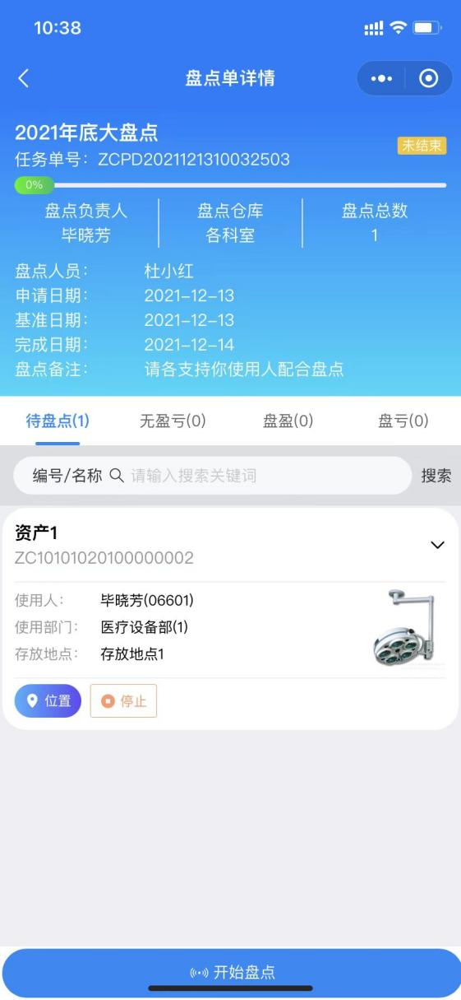 10:38
盘点单详情
2021年底大盘点
未结束
任务单号：ZCPD2021121310032503
0%
盘点负责人 盘点仓库 盘点总数
毕晓芳 各科室 1
盘点人员： 杜小红
申请日期： 2021-12-13
基准日期： 2021-12-13
完成日期： 2021-12-14
盘点备注： 请各支持你使用人配合盘点
待盘点(1) 无盈亏(0) 盘盈(0) 盘亏(0)
编号/名称 请输入搜索关键词 搜索
资产1
ZC10101020100000002
使用人： 毕晓芳(06601)
使用部门： 医疗设备部(1)
存放地点： 存放地点1
位置 停止
开始盘点